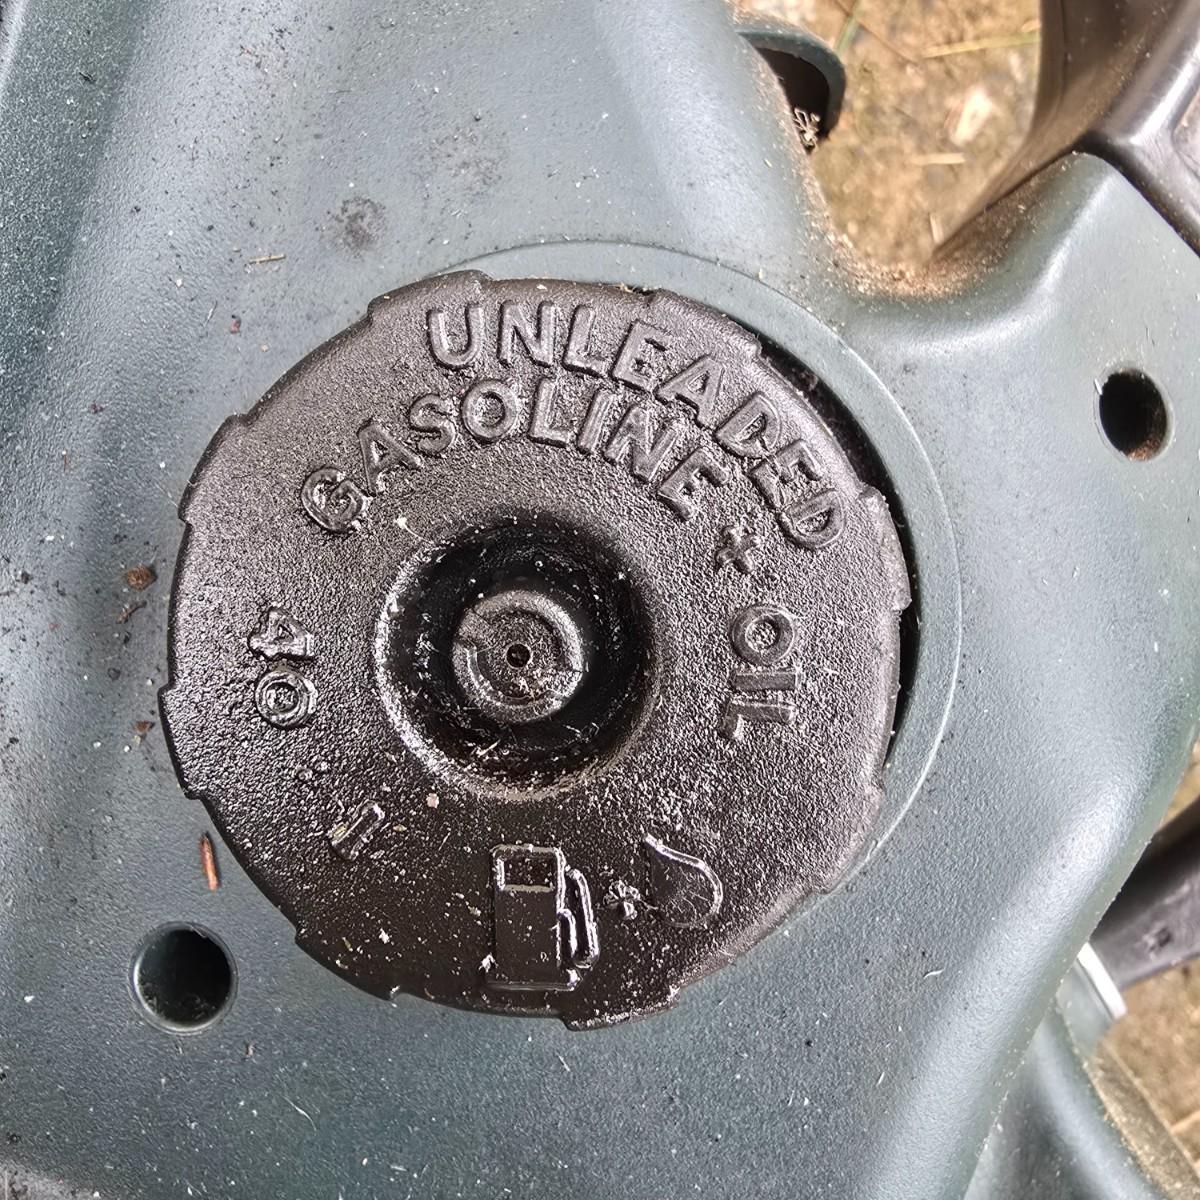 UNLEADED
GASOLINE + OIL
40:1